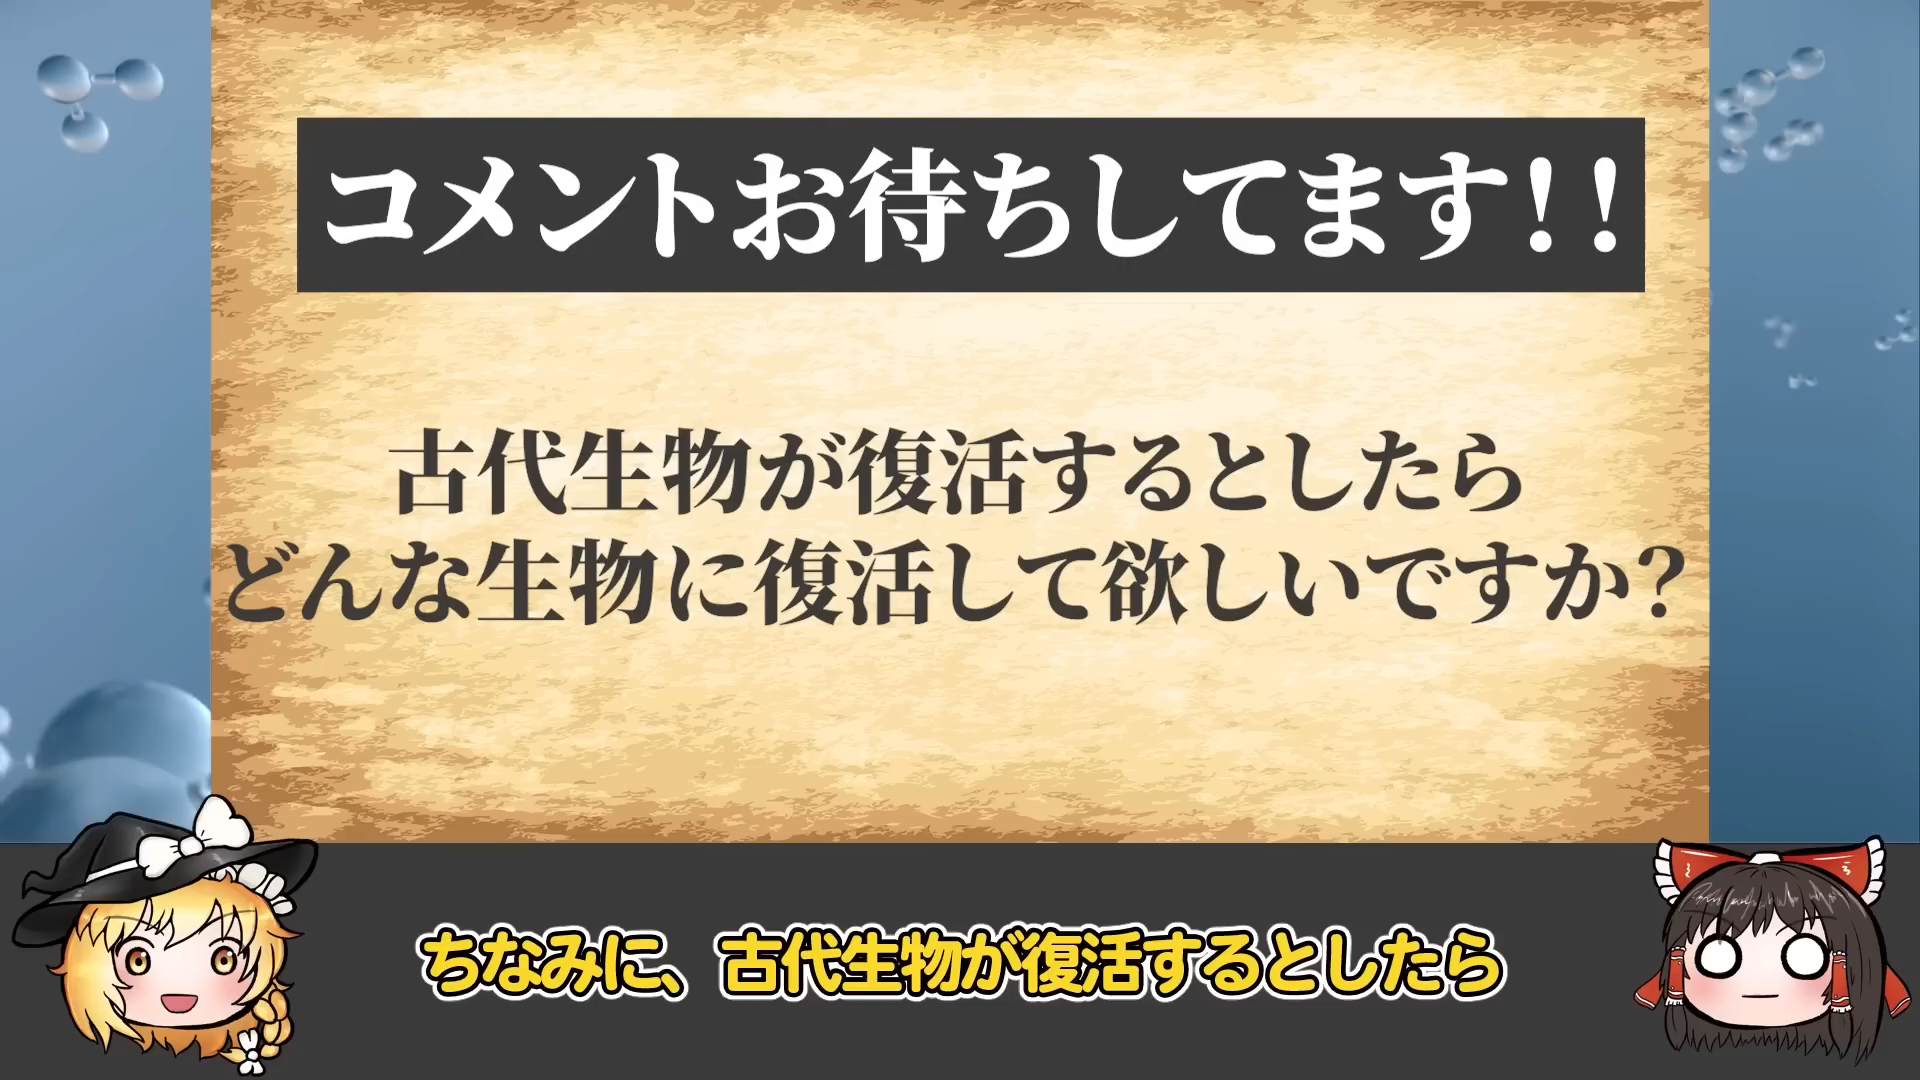 コメントお待ちしてます!!
古代生物が復活するとしたら
どんな生物に復活して欲しいですか?
ちなみに、古代生物が復活するとしたら